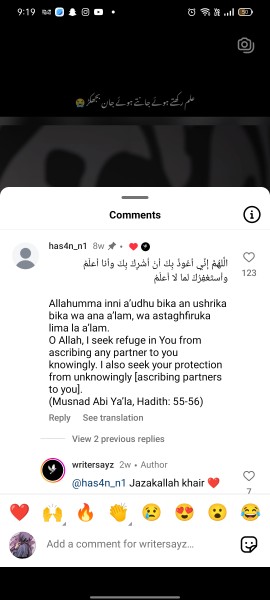 9:19
علم رکھتے ہوئے جانتے ہوئے جان بوجھکر 😭
Comments
has4n_n1 8w
اللّٰهُمَّ إِنِّي أَعُوذُ بِكَ أَنْ أُشْرِكَ بِكَ وَأَنَا أَعْلَمُ
وَأَسْتَغْفِرُكَ لِمَا لَا أَعْلَمُ
123
Allahumma inni a'udhu bika an ushrika
bika wa ana a'lam, wa astaghfiruka
lima la a'lam.
O Allah, I seek refuge in You from
ascribing any partner to you
knowingly. I also seek your protection
from unknowingly [ascribing partners
to you].
(Musnad Abi Ya'la, Hadith: 55-56)
Reply See translation
View 2 previous replies
writersayz 2w • Author
@has4n_n1 Jazakallah khair ❤️
7
❤️ 🙌 🔥 👏 😢 😍 😮 😂
Add a comment for writersayz...